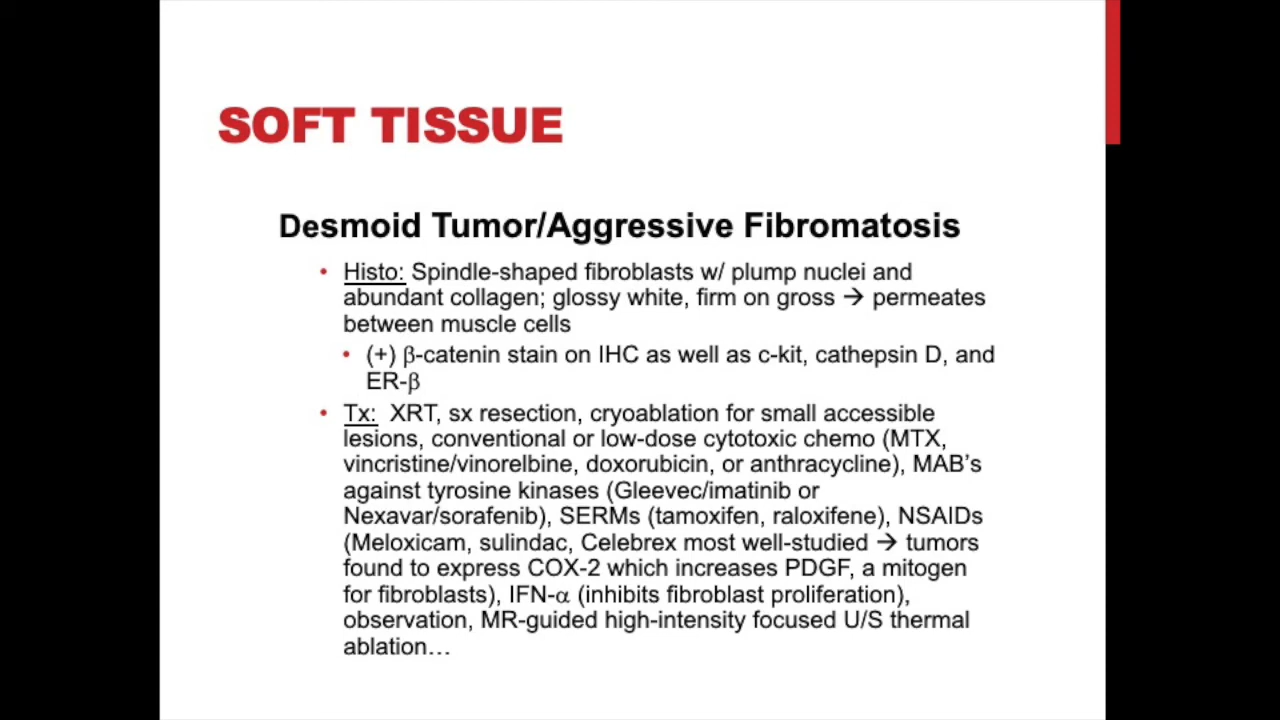 SOFT TISSUE
Desmoid Tumor/Aggressive Fibromatosis
• Histo: Spindle-shaped fibroblasts w/ plump nuclei and
abundant collagen; glossy white, firm on gross → permeates
between muscle cells
• (+) β-catenin stain on IHC as well as c-kit, cathepsin D, and
ER-β
• Tx: XRT, sx resection, cryoablation for small accessible
lesions, conventional or low-dose cytotoxic chemo (MTX,
vincristine/vinorelbine, doxorubicin, or anthracycline), MAB's
against tyrosine kinases (Gleevec/imatinib or
Nexavar/sorafenib), SERMs (tamoxifen, raloxifene), NSAIDs
(Meloxicam, sulindac, Celebrex most well-studied → tumors
found to express COX-2 which increases PDGF, a mitogen
for fibroblasts), IFN-α (inhibits fibroblast proliferation),
observation, MR-guided high-intensity focused U/S thermal
ablation…